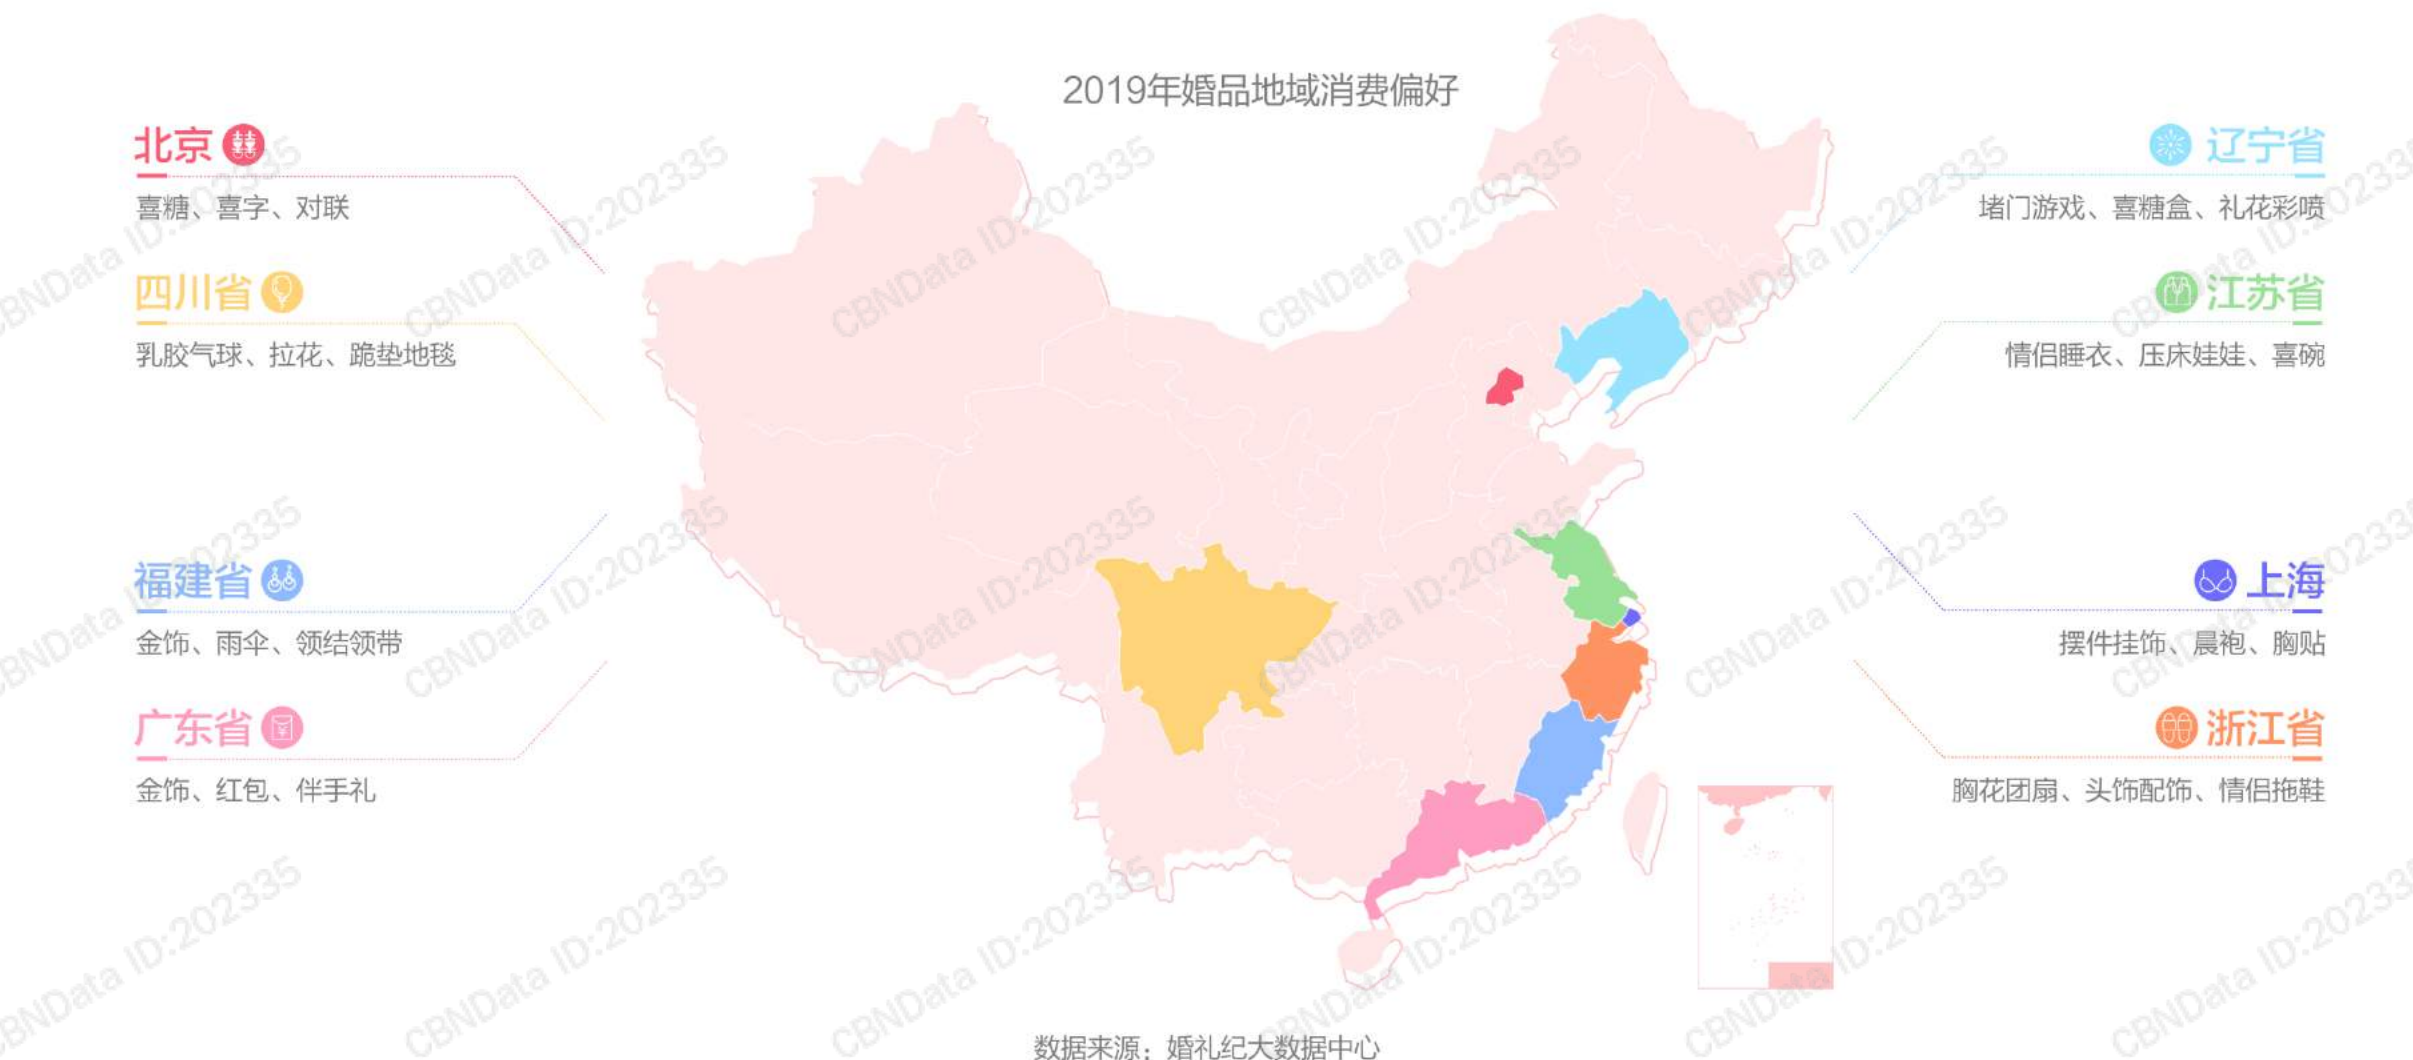 2019年婚品地域消费偏好
北京
喜糖、喜字、对联
四川省
乳胶气球、拉花、跪垫地毯
福建省
金饰、雨伞、领结领带
广东省
金饰、红包、伴手礼
辽宁省
堵门游戏、喜糖盒、礼花彩喷
江苏省
情侣睡衣、压床娃娃、喜碗
上海
摆件挂饰、晨袍、胸贴
浙江省
胸花团扇、头饰配饰、情侣拖鞋
数据来源：婚礼纪大数据中心
CBNData ID:202335